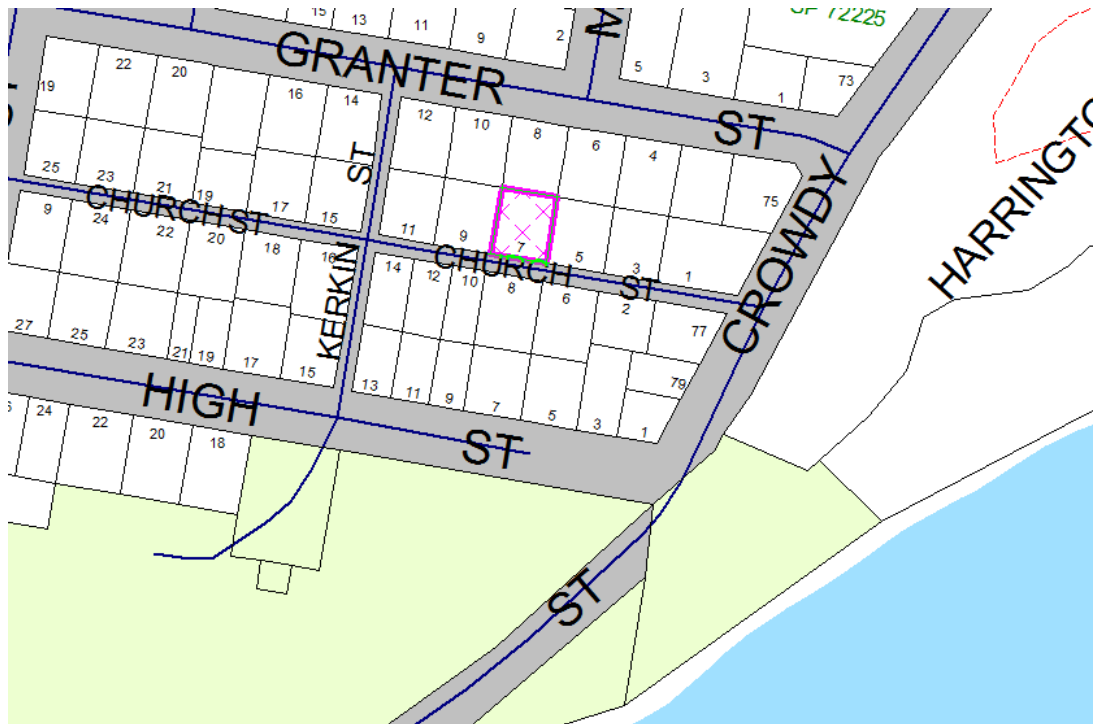 15 13 11 9 2
SP 72225
22 20 16 14
GRANTER ST
5 3 1 73
19
12 10 8 6 4
75
ST
HARRINGTO
25 23 21 19 17 15
11 9 7 5 3 1
CHURCH ST
CHURCH ST
CROWDY
9 24 22 20 18 16
14 12 10 8 6 2
77
KERKIN
27 25 23 21 19 17 15
79
13 11 9 7 5 3 1
HIGH ST
24 22 20 18
ST